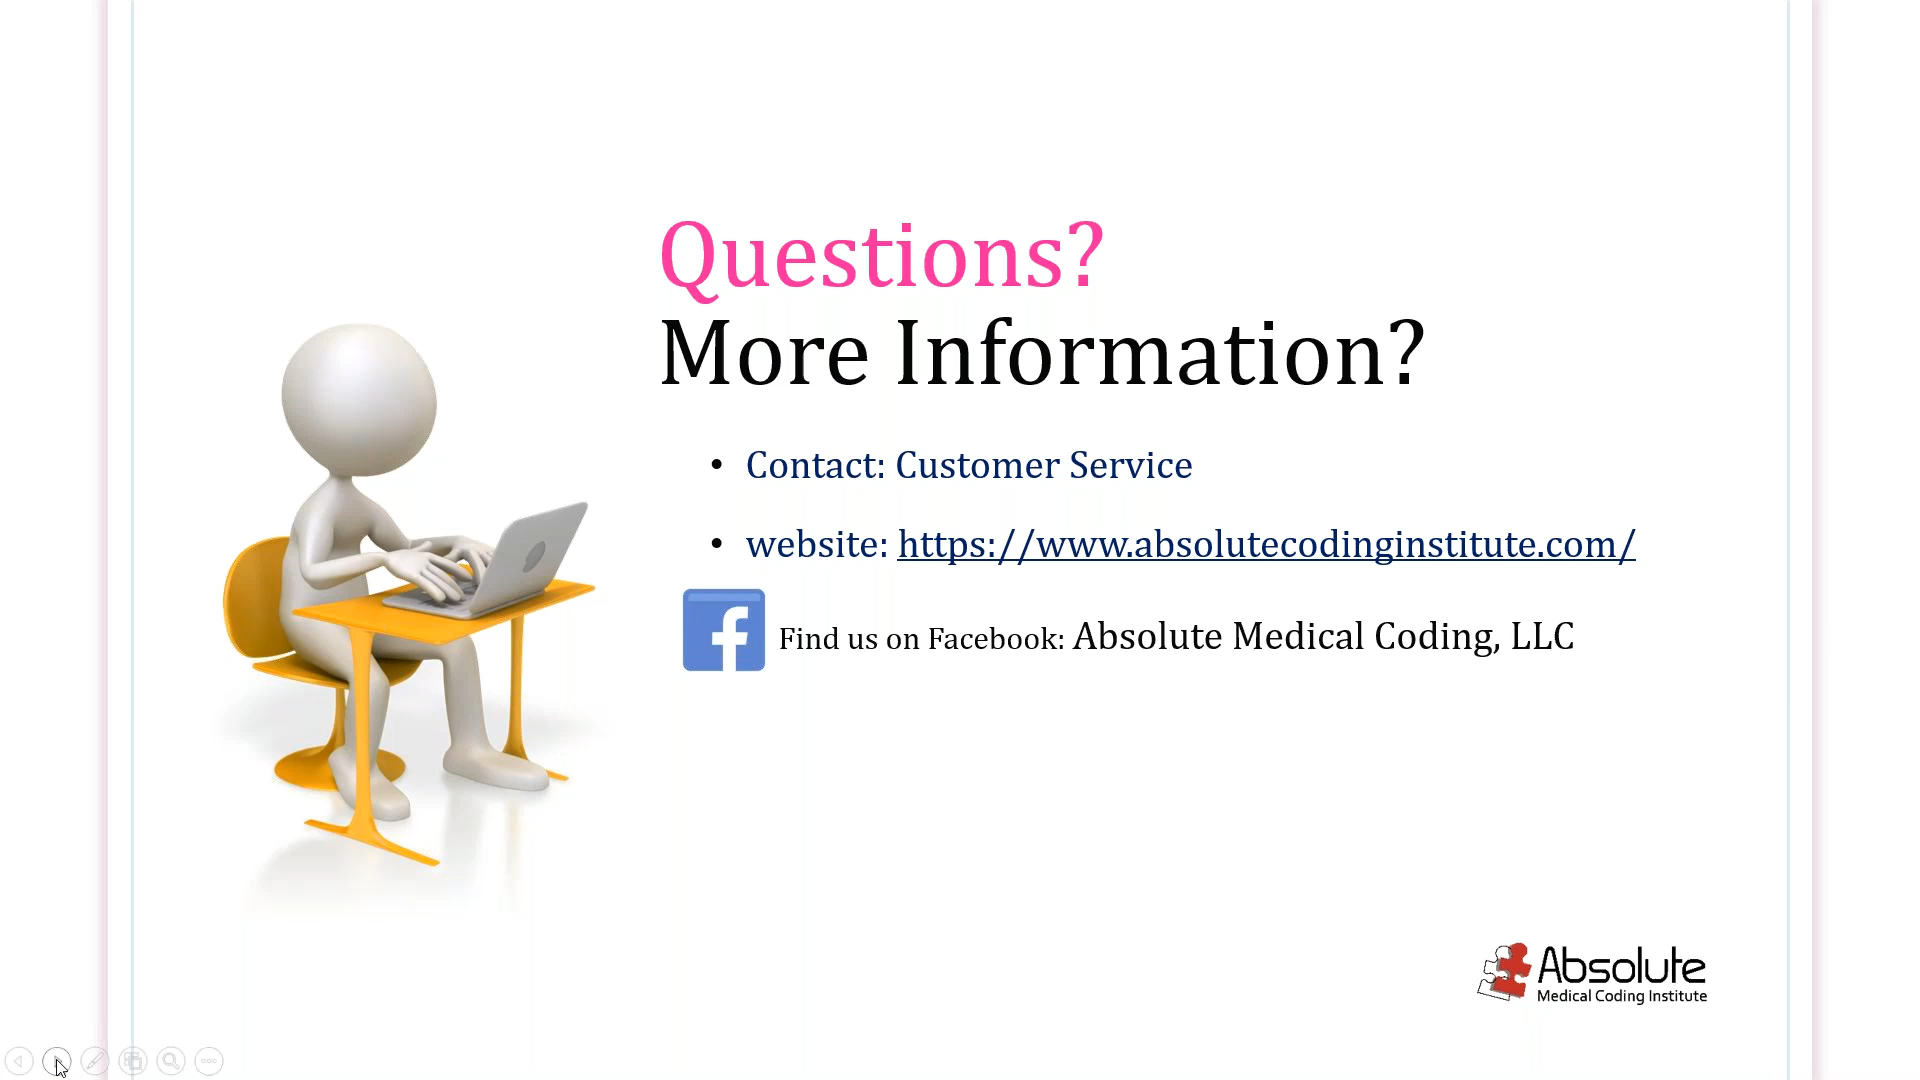 Questions?
More Information?
• Contact: Customer Service
• website: https://www.absolutecodinginstitute.com/
Find us on Facebook: Absolute Medical Coding, LLC
Absolute
Medical Coding Institute